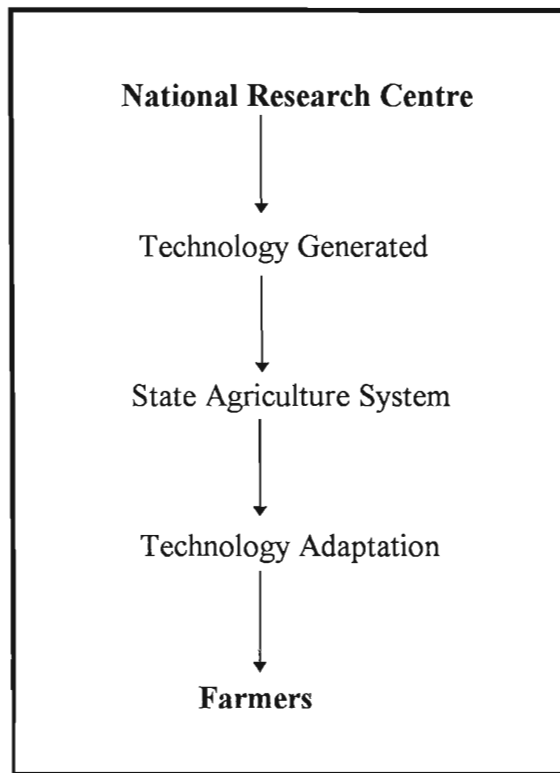 National Research Centre
Technology Generated
State Agriculture System
Technology Adaptation
Farmers